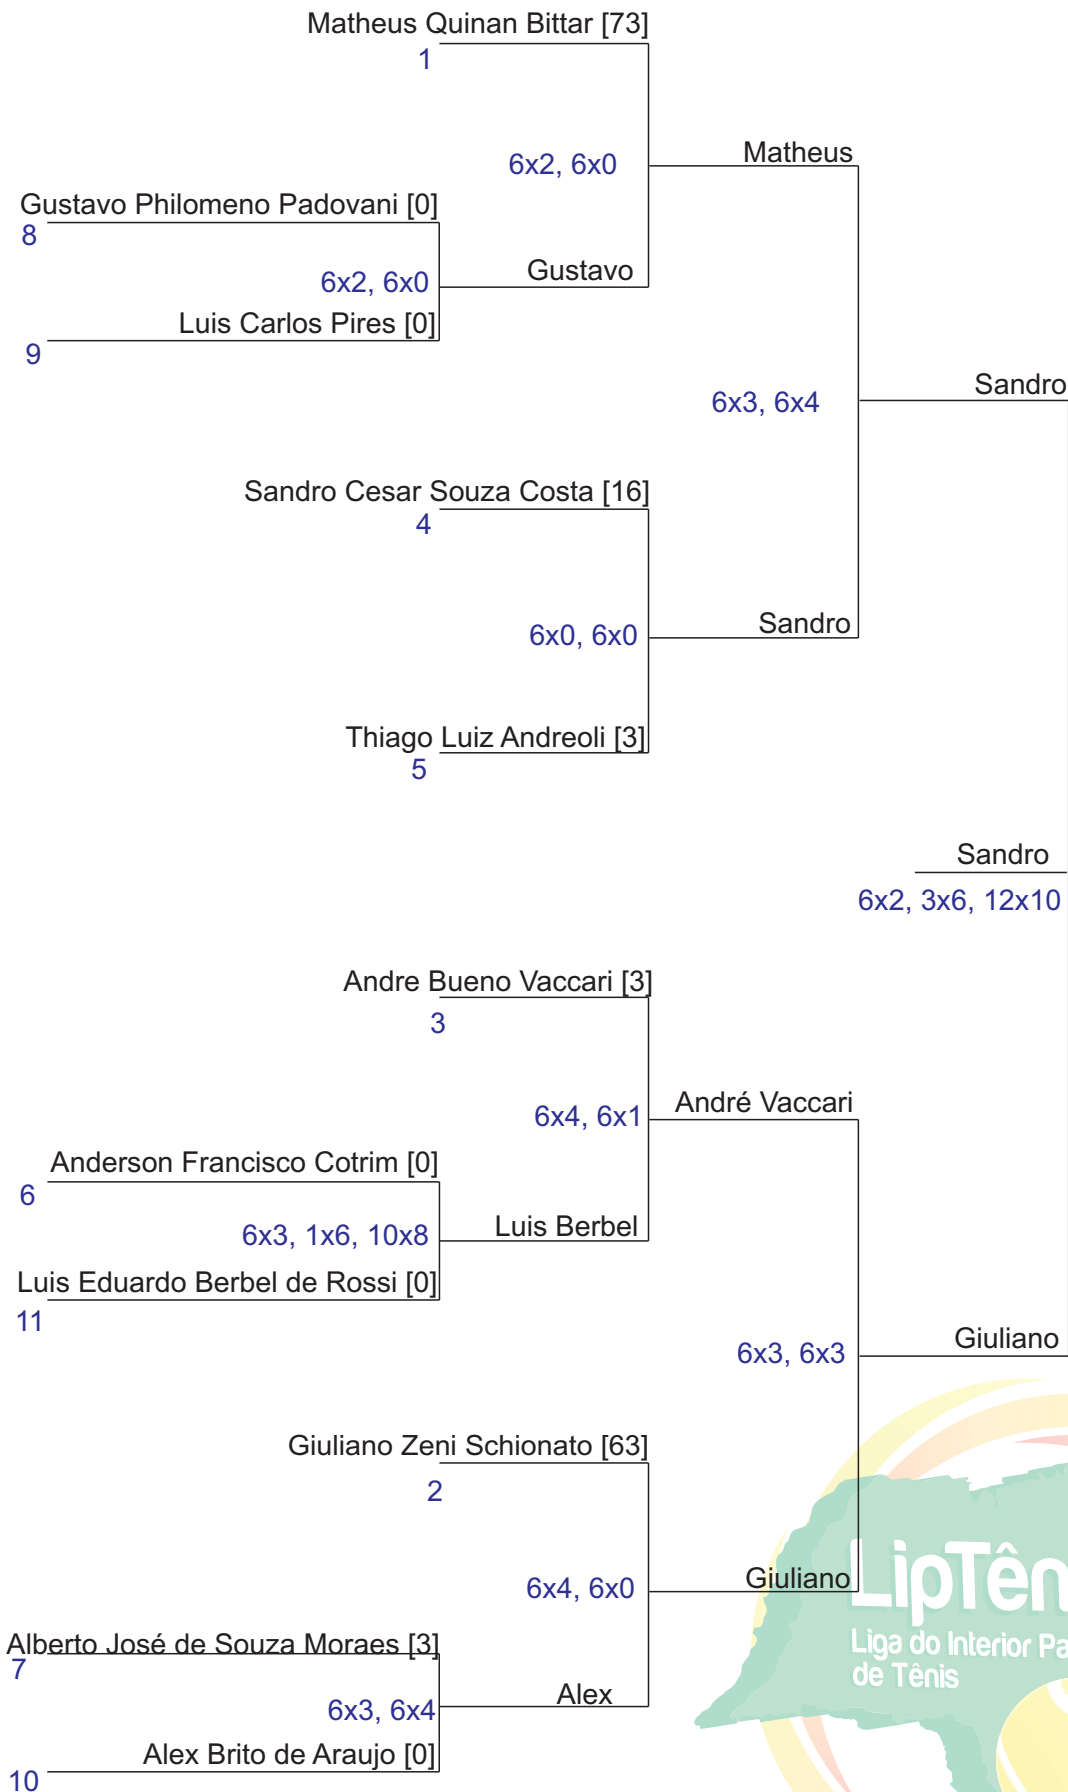 Matheus Quinan Bittar [73]
1
6x2, 6x0
Matheus
Gustavo Philomeno Padovani [0]
8
6x2, 6x0
Gustavo
Luis Carlos Pires [0]
9
6x3, 6x4
Sandro
Sandro Cesar Souza Costa [16]
4
6x0, 6x0
Sandro
Thiago Luiz Andreoli [3]
5
Sandro
6x2, 3x6, 12x10
Andre Bueno Vaccari [3]
3
6x4, 6x1
André Vaccari
Anderson Francisco Cotrim [0]
6
6x3, 1x6, 10x8
Luis Berbel
Luis Eduardo Berbel de Rossi [0]
11
6x3, 6x3
Giuliano
Giuliano Zeni Schionato [63]
2
6x4, 6x0
Giuliano
Alberto José de Souza Moraes [3]
7
6x3, 6x4
Alex
Alex Brito de Araujo [0]
10
LipTên
Liga do Interior Pa
de Tênis